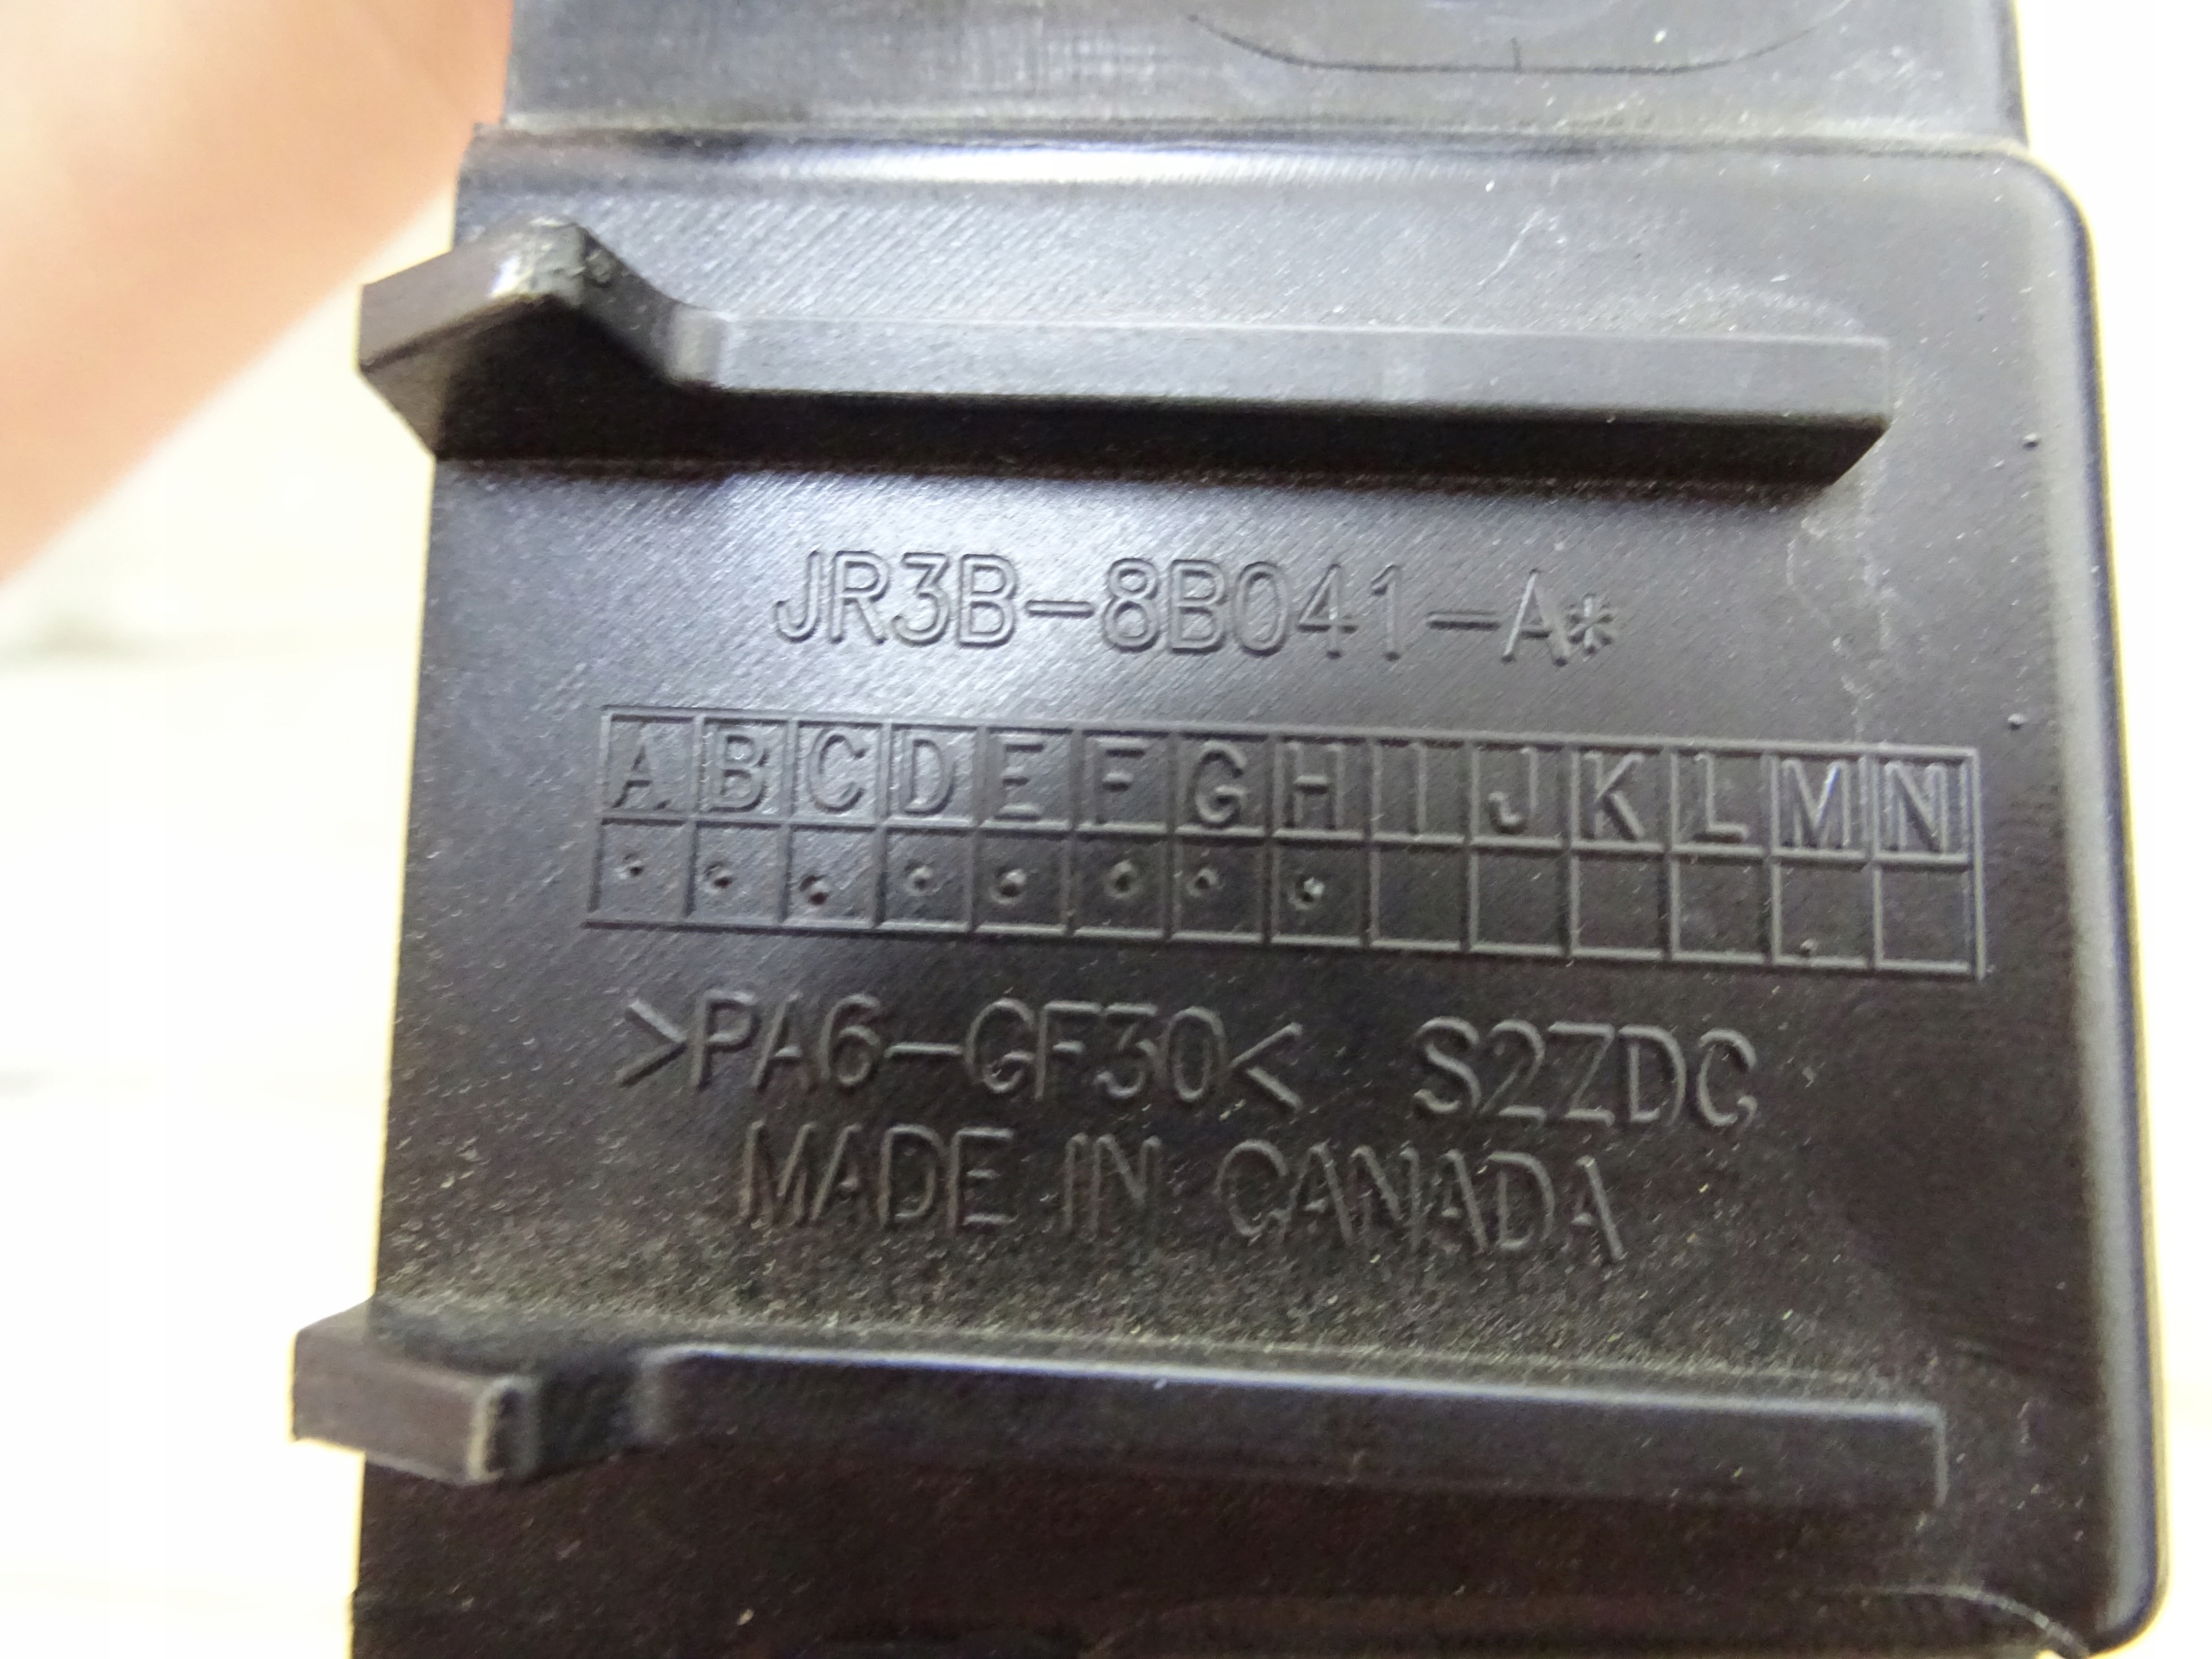 JR3B-8B041-A*
A B C D E F G H I J K L M N
>PA6-GF30< S2ZDC
MADE IN CANADA